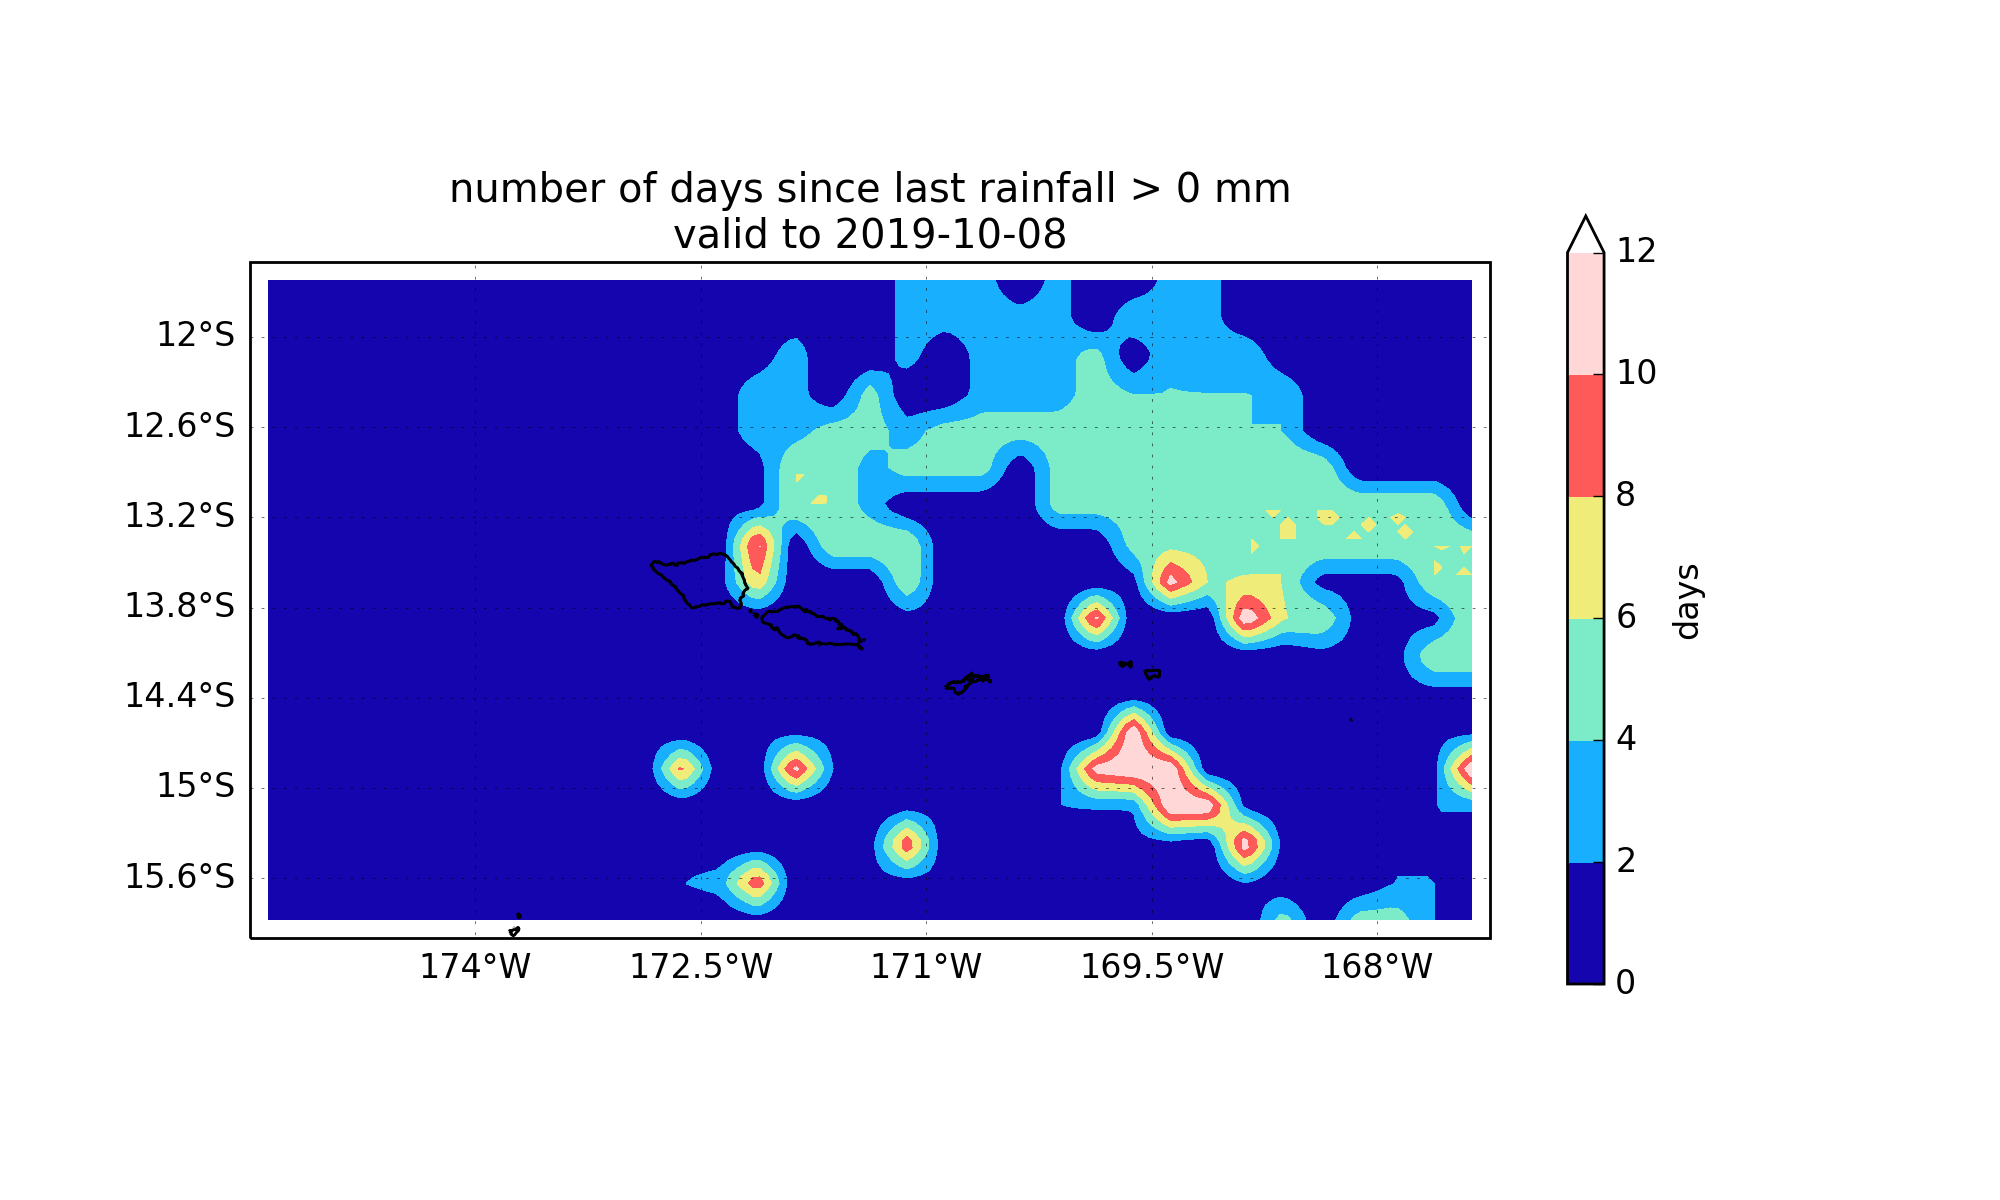 number of days since last rainfall > 0 mm
valid to 2019-10-08
12°S
12.6°S
13.2°S
13.8°S
14.4°S
15°S
15.6°S
174°W
172.5°W
171°W
169.5°W
168°W
12
10
8
6
4
2
0
days